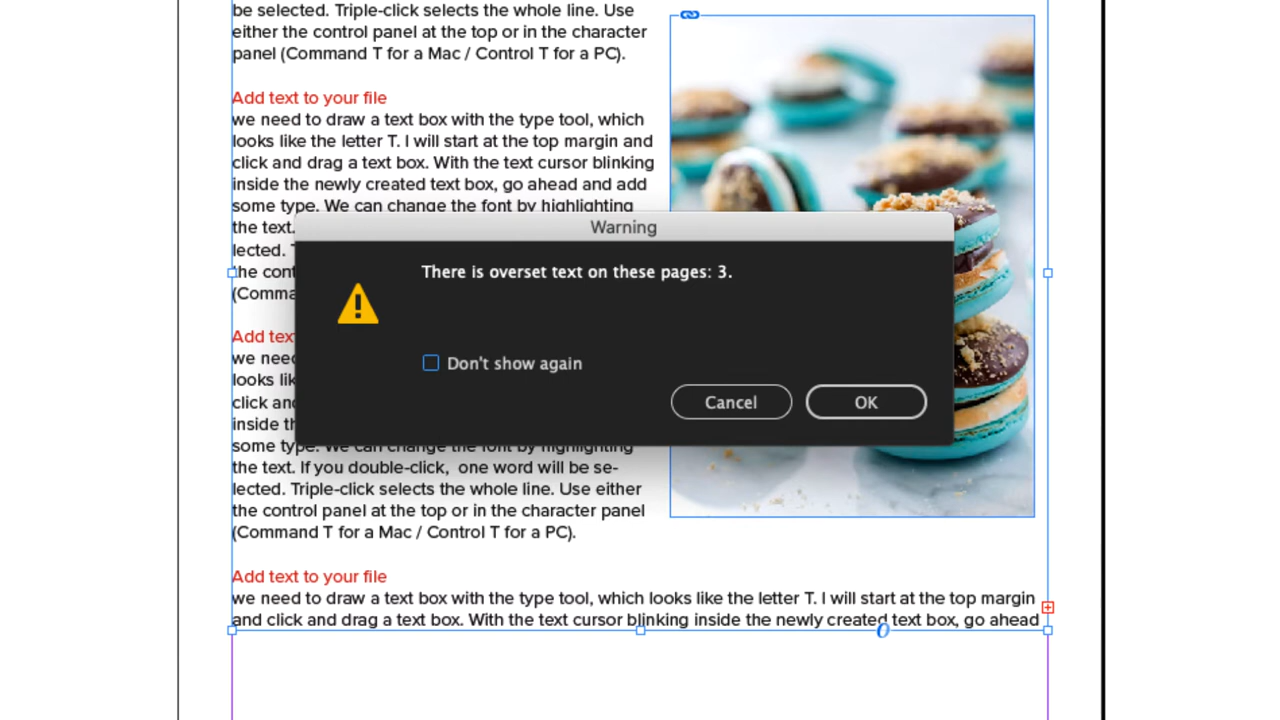 be selected. Triple-click selects the whole line. Use
either the control panel at the top or in the character
panel (Command T for a Mac / Control T for a PC).
Add text to your file
we need to draw a text box with the type tool, which
looks like the letter T. I will start at the top margin and
click and drag a text box. With the text cursor blinking
inside the newly created text box, go ahead and add
some type. We can change the font by highlighting
the text.
lected. T
the cont
(Comma
Add tex
we need
looks lik
click and
inside th
some type. We can change the font by highlighting
the text. If you double-click,  one word will be se-
lected. Triple-click selects the whole line. Use either
the control panel at the top or in the character panel
(Command T for a Mac / Control T for a PC).
Add text to your file
we need to draw a text box with the type tool, which looks like the letter T. I will start at the top margin
and click and drag a text box. With the text cursor blinking inside the newly created text box, go ahead
Warning
There is overset text on these pages: 3.
Don't show again
Cancel
OK